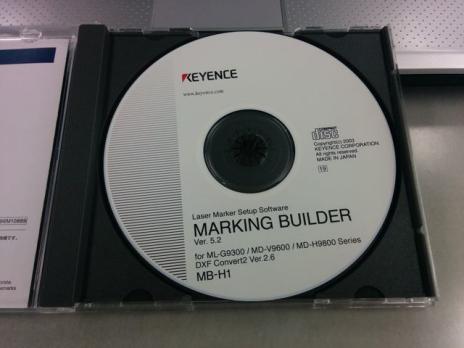 KEYENCE
www.keyence.com
disc
Copyright(c) 2003
KEYENCE CORPORATION
All rights reserved.
MADE IN JAPAN
19
Laser Marker Setup Software
MARKING BUILDER
Ver. 5.2
for ML-G9300 / MD-V9600 / MD-H9800 Series
DXF Convert2 Ver.2.6
MB-H1